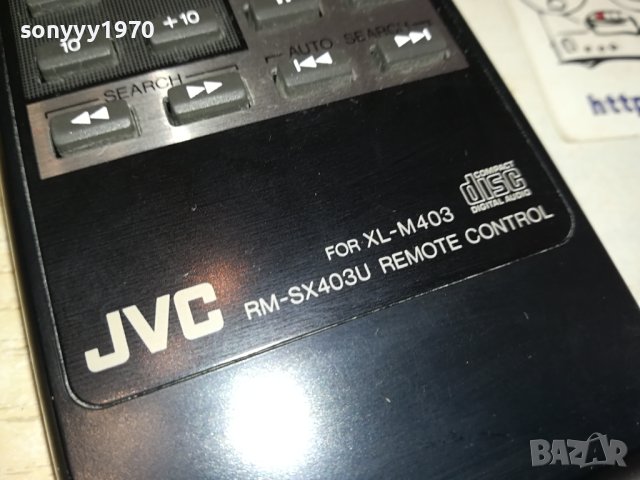 sonyyy1970
10
+10
SEARCH
AUTO SEARCH
http
COMPACT
disc
DIGITAL AUDIO
FOR XL-M403
RM-SX403U REMOTE CONTROL
JVC
BAZAR